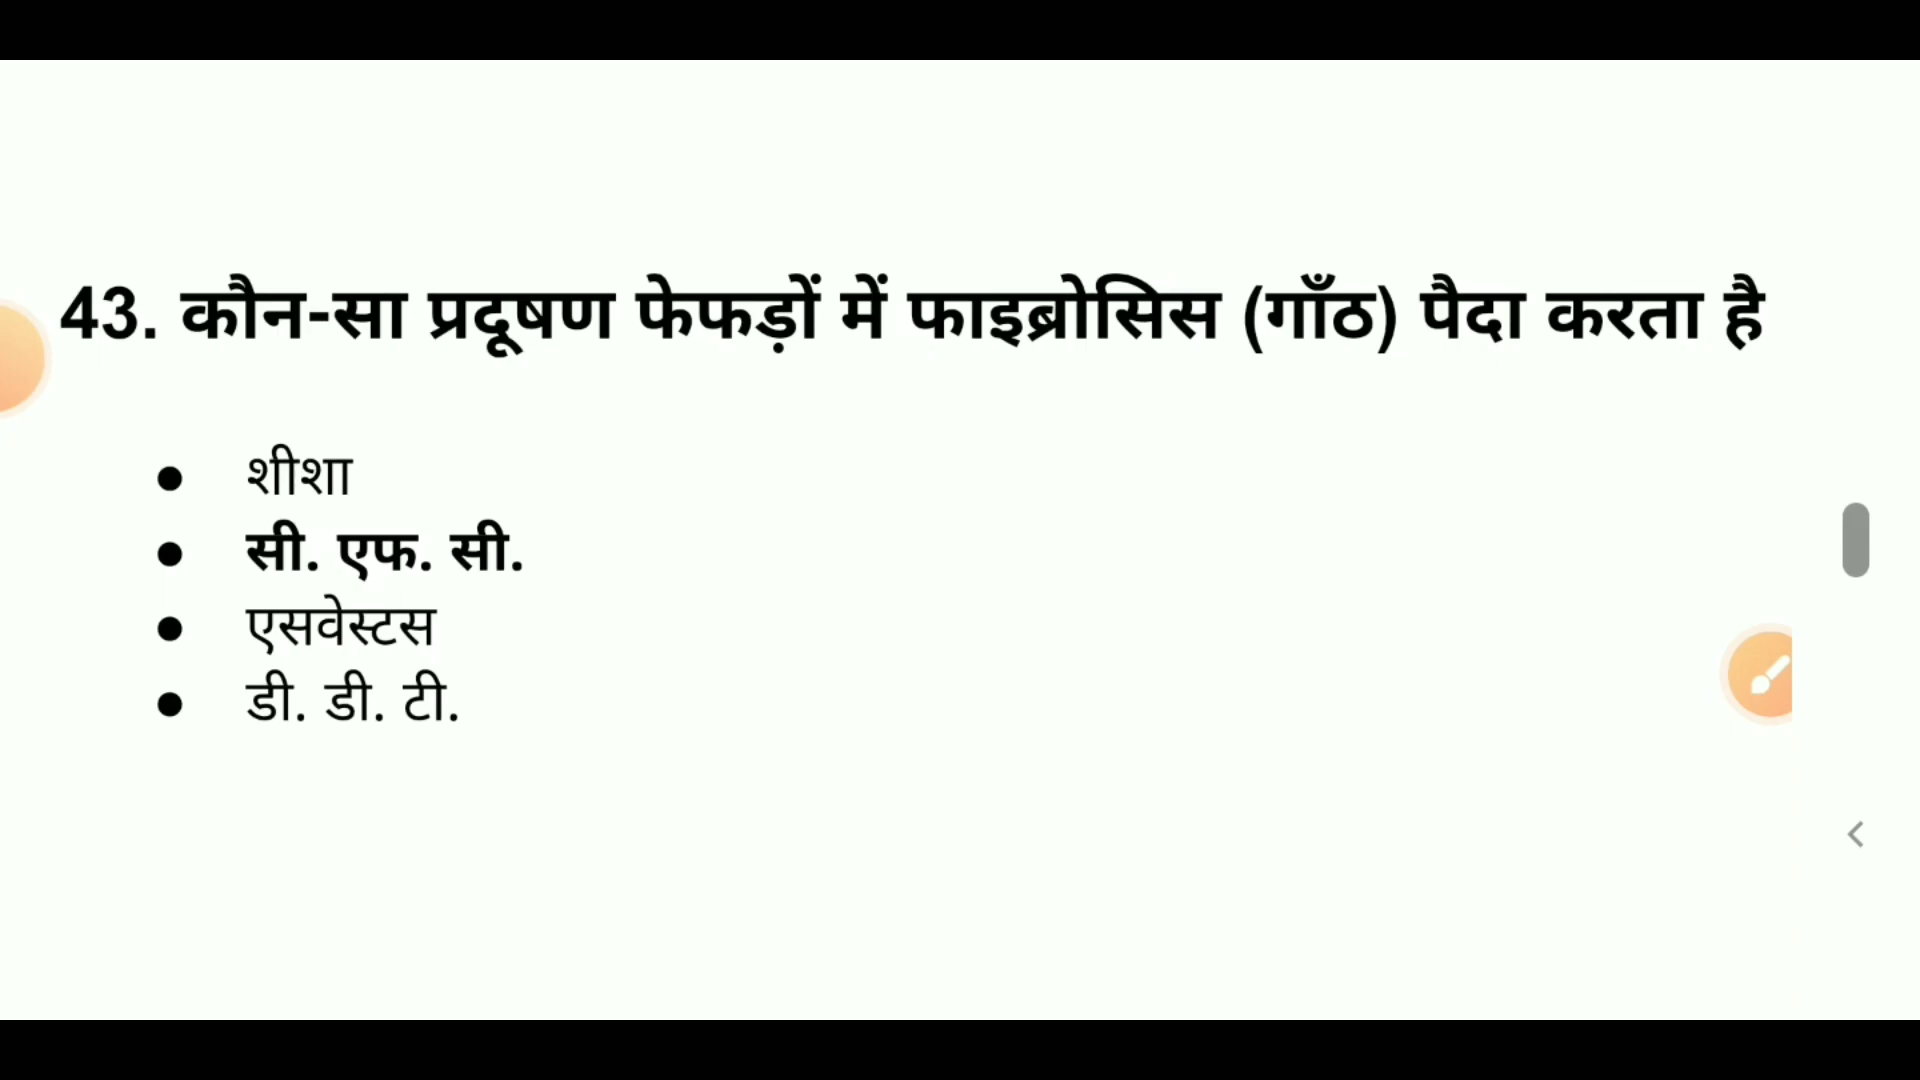 43. कौन-सा प्रदूषण फेफड़ों में फाइब्रोसिस (गाँठ) पैदा करता है
● शीशा
● सी. एफ. सी.
● एसवेस्टस
● डी. डी. टी.